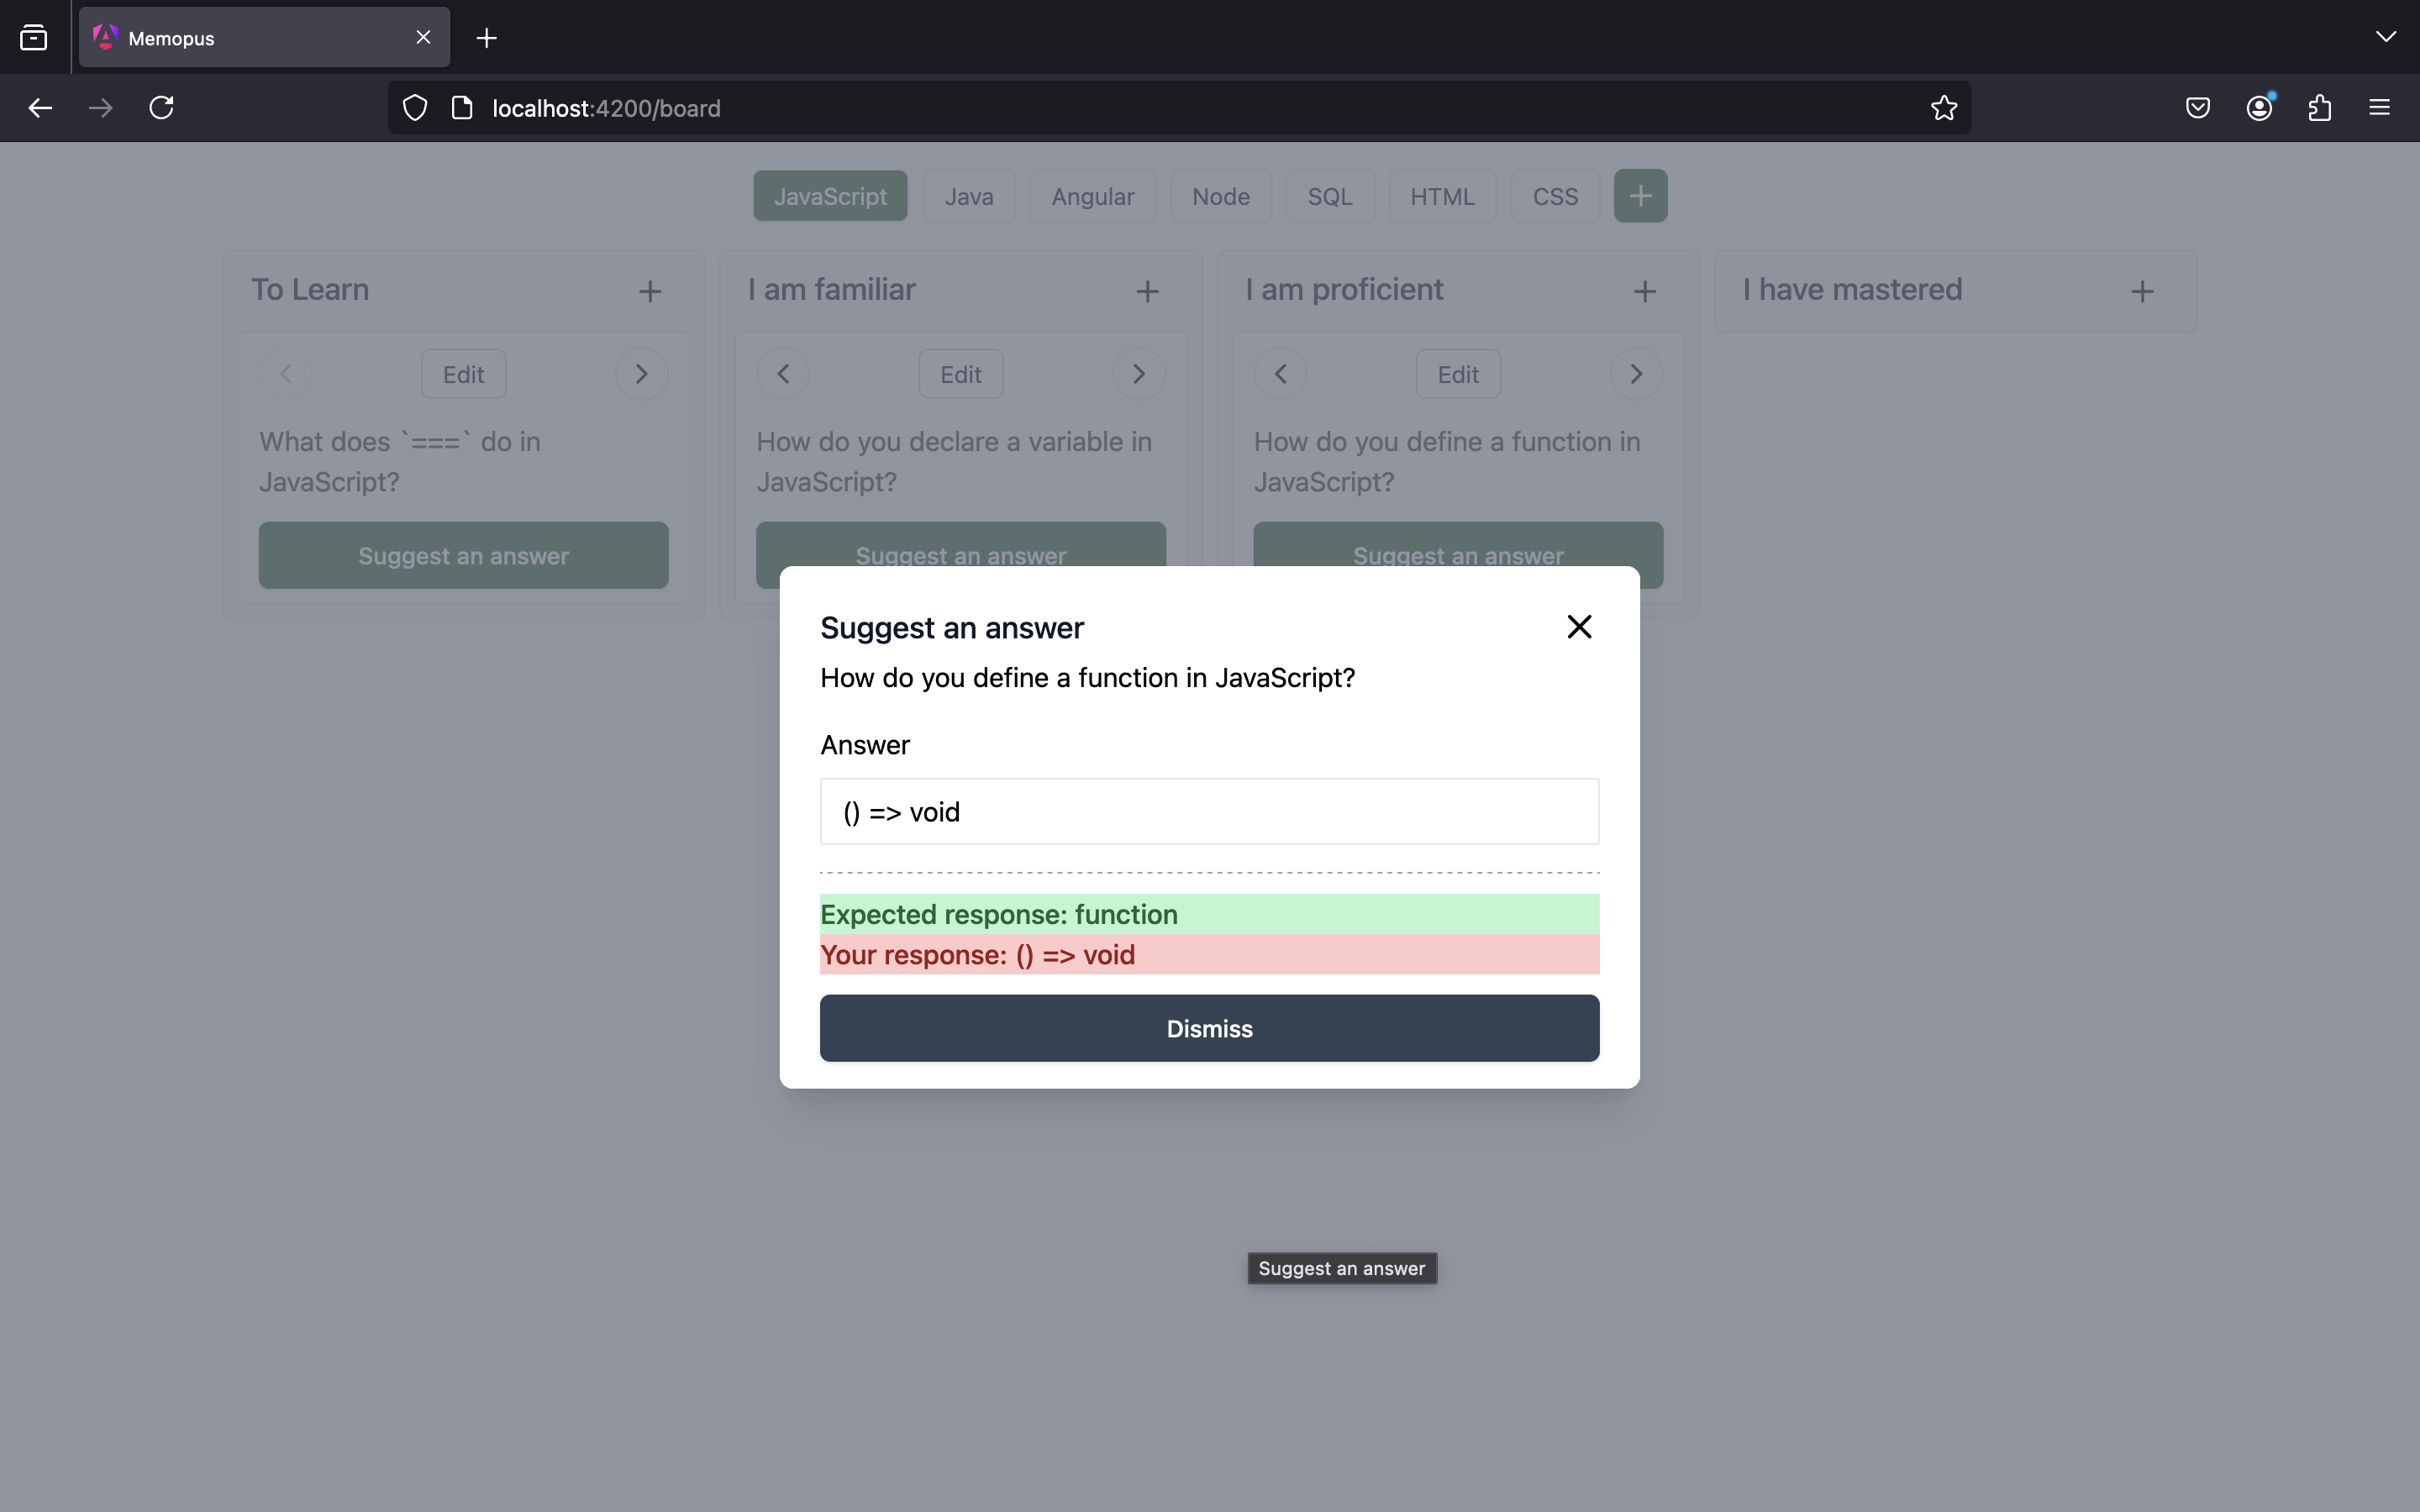 Memopus
localhost:4200/board
JavaScript Java Angular Node SQL HTML CSS
To Learn
Edit
What does `===` do in
JavaScript?
Suggest an answer
I am familiar
Edit
How do you declare a variable in
JavaScript?
Suggest an answer
I am proficient
Edit
How do you define a function in
JavaScript?
Suggest an answer
I have mastered
Suggest an answer
How do you define a function in JavaScript?
Answer
() => void
Expected response: function
Your response: () => void
Dismiss
Suggest an answer